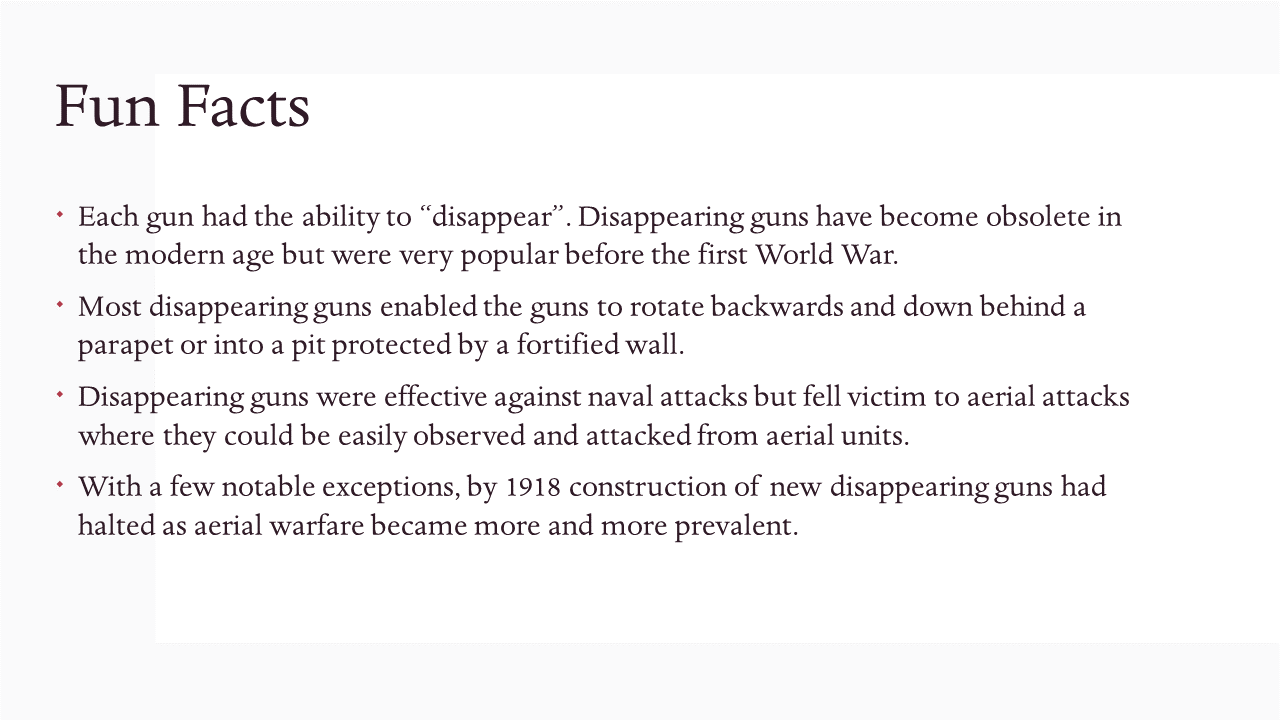 Fun Facts
• Each gun had the ability to “disappear”. Disappearing guns have become obsolete in
the modern age but were very popular before the first World War.
• Most disappearing guns enabled the guns to rotate backwards and down behind a
parapet or into a pit protected by a fortified wall.
• Disappearing guns were effective against naval attacks but fell victim to aerial attacks
where they could be easily observed and attacked from aerial units.
• With a few notable exceptions, by 1918 construction of new disappearing guns had
halted as aerial warfare became more and more prevalent.